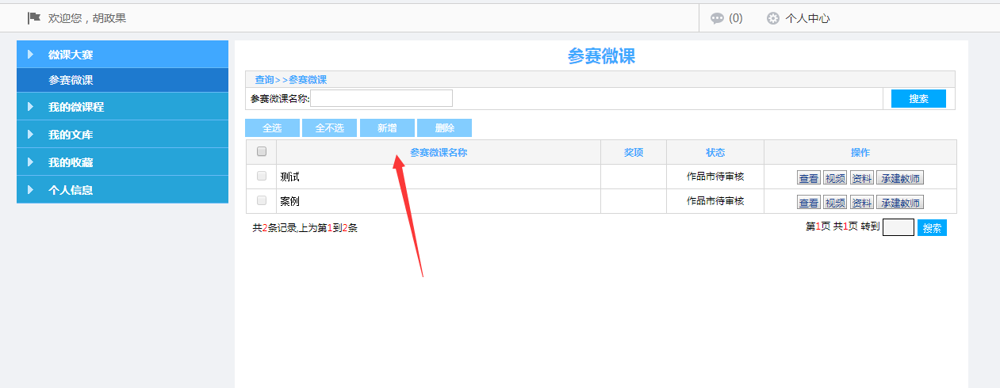 欢迎您，胡政果
(0) 个人中心
微课大赛
参赛微课
我的微课程
我的文库
我的收藏
个人信息
参赛微课
查询>>参赛微课
参赛微课名称: 搜索
全选 全不选 新增 删除
参赛微课名称 奖项 状态 操作
测试 作品市待审核 查看 视频 资料 承建教师
案例 作品市待审核 查看 视频 资料 承建教师
共2条记录,上为第1到2条 第1页 共1页 转到 搜索